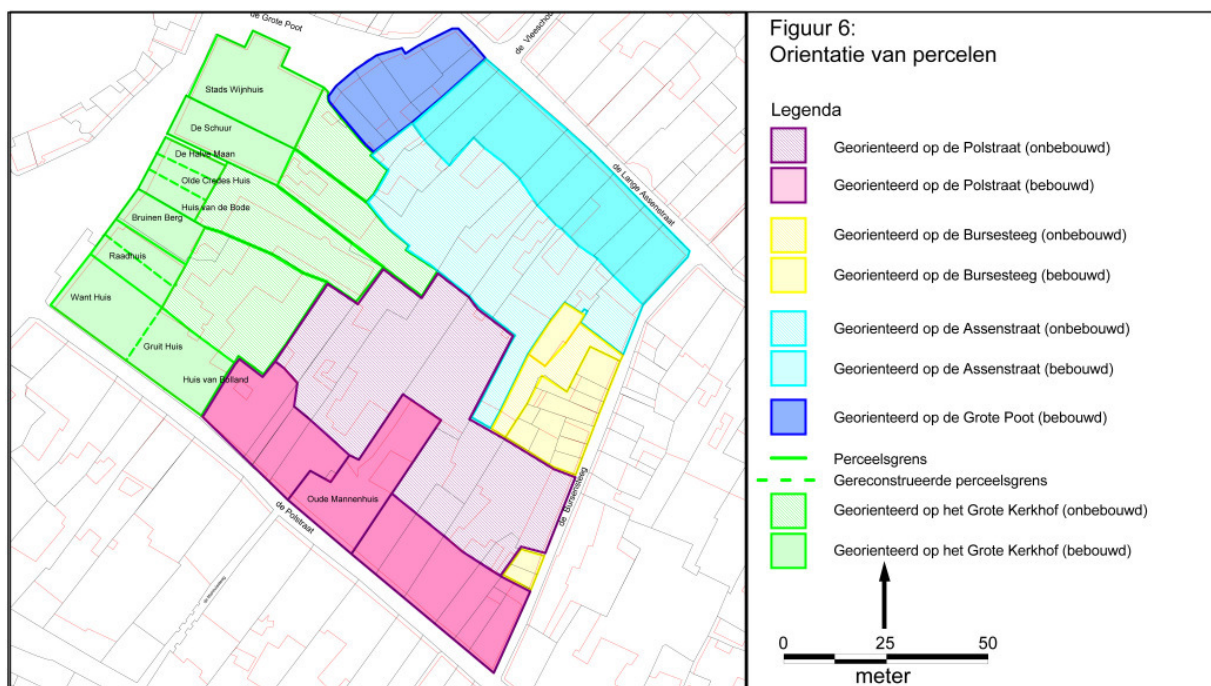 de Grote Poot
de Vleeschou
Stads Wijnhuis
De Schuur
De Halve Maan
Olde Credes Huis
Huis van de Bode
Bruinen Berg
Raadhuis
Want Huis
Gruit Huis
Huis van Bolland
Oude Mannenhuis
de Polstraat
de Lange Assenstraat
de Bursensteeg
Figuur 6:
Orientatie van percelen
Legenda
Georienteerd op de Polstraat (onbebouwd)
Georienteerd op de Polstraat (bebouwd)
Georienteerd op de Bursesteeg (onbebouwd)
Georienteerd op de Bursesteeg (bebouwd)
Georienteerd op de Assenstraat (onbebouwd)
Georienteerd op de Assenstraat (bebouwd)
Georienteerd op de Grote Poot (bebouwd)
Perceelsgrens
Gereconstrueerde perceelsgrens
Georienteerd op het Grote Kerkhof (onbebouwd)
Georienteerd op het Grote Kerkhof (bebouwd)
0 25 50
meter